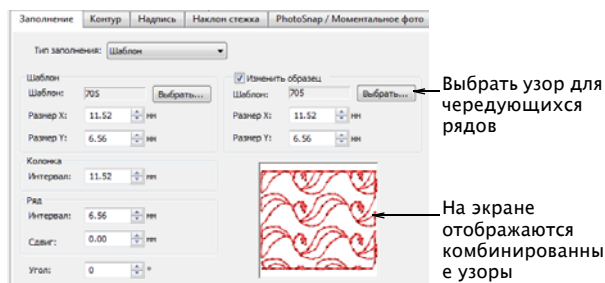 Заполнение Контур Надпись Наклон стежка PhotoSnap / Моментальное фото
Тип заполнения: Шаблон
Шаблон
Шаблон: 705 Выбрать...
Размер X: 11.52 мм
Размер Y: 6.56 мм
Изменить образец
Шаблон: 705 Выбрать...
Размер X: 11.52 мм
Размер Y: 6.56 мм
Колонка
Интервал: 11.52 мм
Ряд
Интервал: 6.56 мм
Сдвиг: 0.00 мм
Угол: 0 °
Выбрать узор для
чередующихся
рядов
На экране
отображаются
комбинированны
е узоры